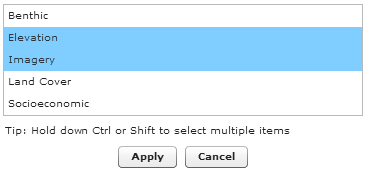 Benthic
Elevation
Imagery
Land Cover
Socioeconomic
Tip: Hold down Ctrl or Shift to select multiple items
Apply Cancel